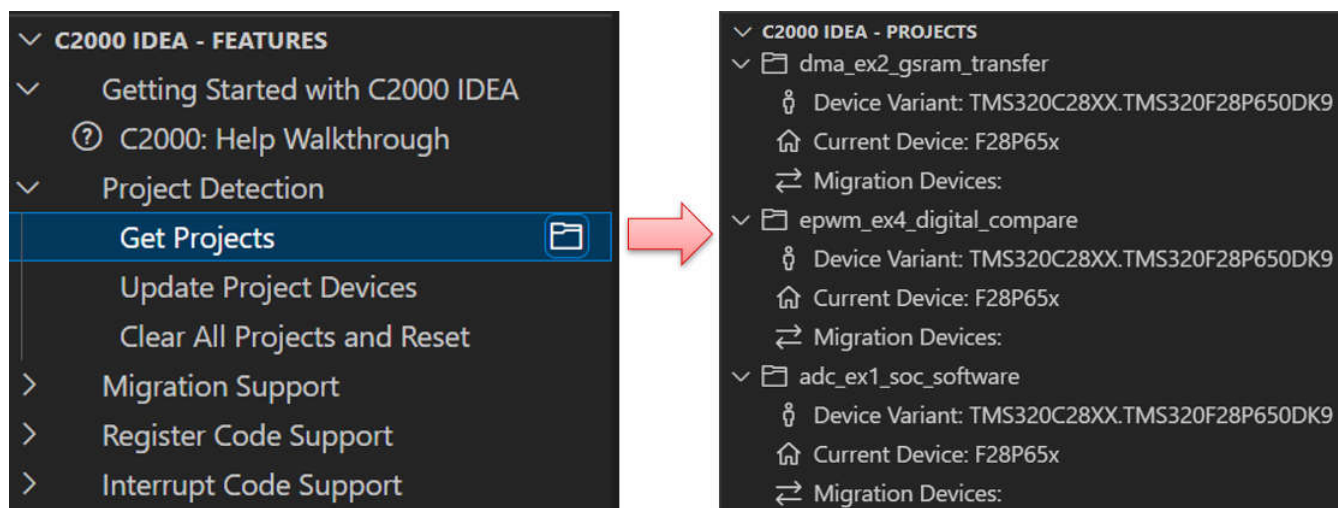 C2000 IDEA - FEATURES
Getting Started with C2000 IDEA
C2000: Help Walkthrough
Project Detection
Get Projects
Update Project Devices
Clear All Projects and Reset
Migration Support
Register Code Support
Interrupt Code Support
C2000 IDEA - PROJECTS
dma_ex2_gsram_transfer
Device Variant: TMS320C28XX.TMS320F28P650DK9
Current Device: F28P65x
Migration Devices:
epwm_ex4_digital_compare
Device Variant: TMS320C28XX.TMS320F28P650DK9
Current Device: F28P65x
Migration Devices:
adc_ex1_soc_software
Device Variant: TMS320C28XX.TMS320F28P650DK9
Current Device: F28P65x
Migration Devices: